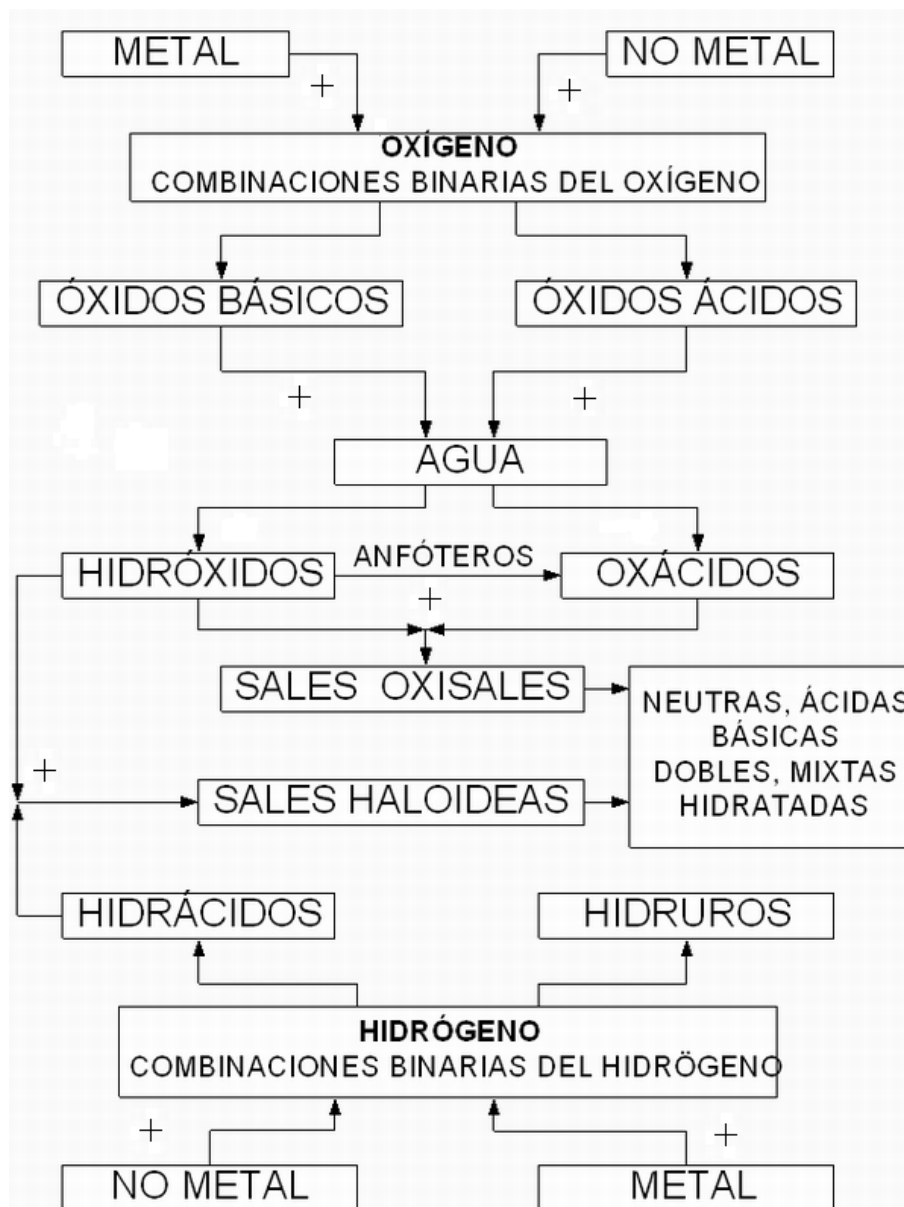 METAL
NO METAL
+
+
OXÍGENO
COMBINACIONES BINARIAS DEL OXÍGENO
ÓXIDOS BÁSICOS
ÓXIDOS ÁCIDOS
+
+
AGUA
HIDRÓXIDOS
ANFÓTEROS
OXÁCIDOS
+
SALES OXISALES
NEUTRAS, ÁCIDAS
BÁSICAS
DOBLES, MIXTAS
HIDRATADAS
+
SALES HALOIDEAS
HIDRÁCIDOS
HIDRUROS
HIDRÓGENO
COMBINACIONES BINARIAS DEL HIDRÖGENO
+
+
NO METAL
METAL